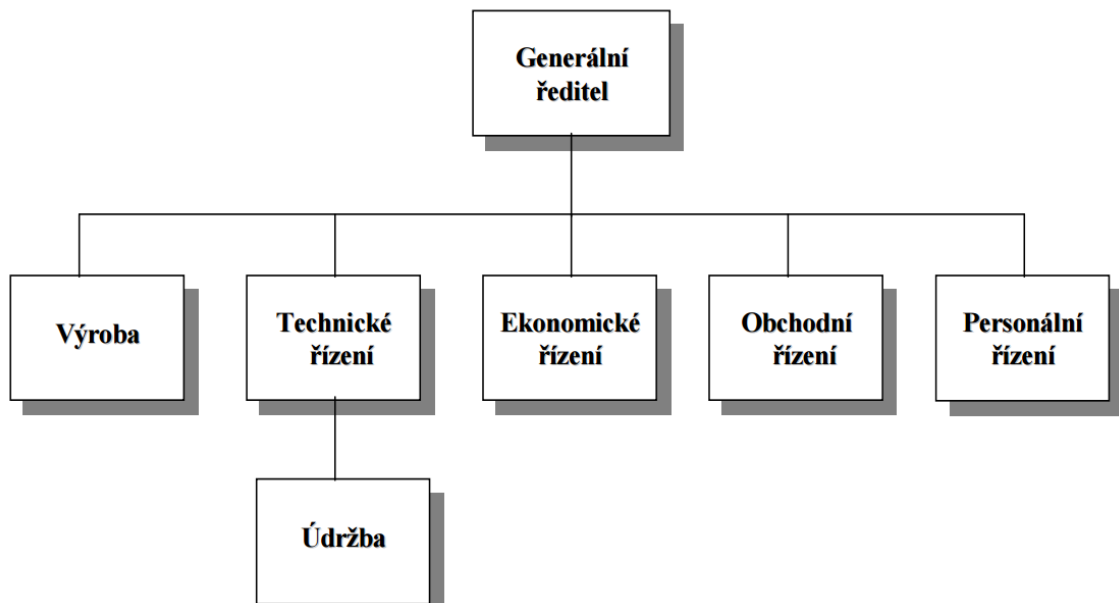 Generální
ředitel
Výroba
Technické
řízení
Ekonomické
řízení
Obchodní
řízení
Personální
řízení
Údržba